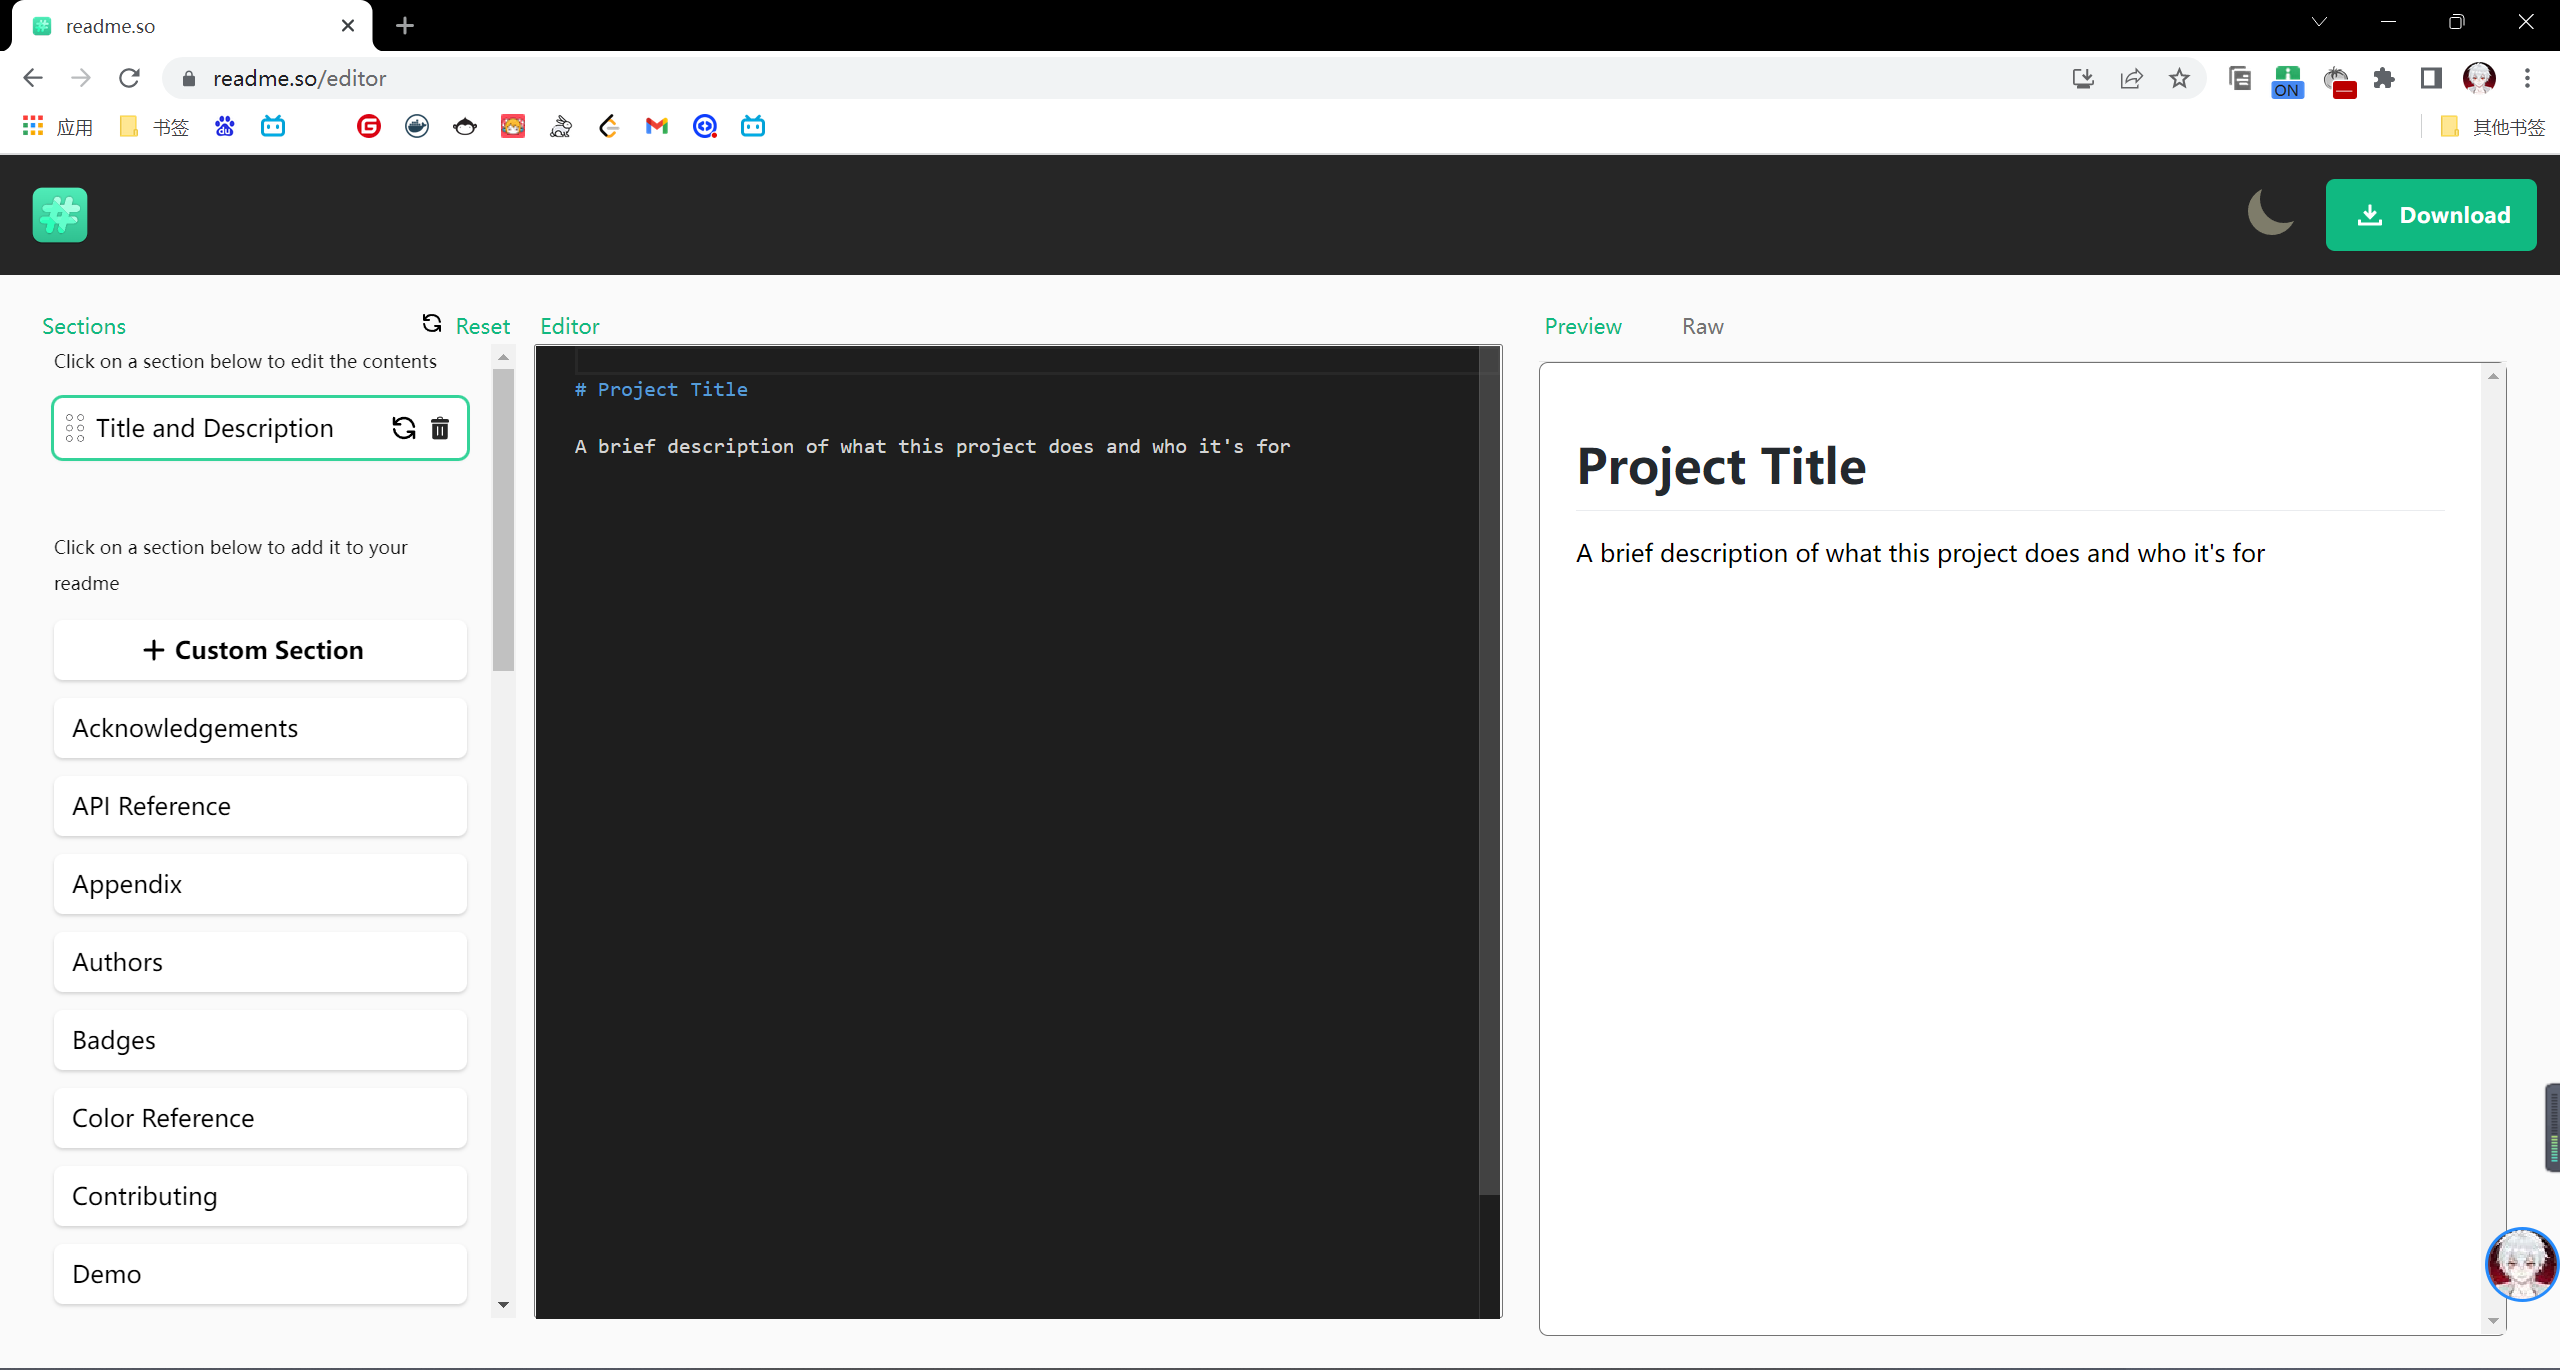 readme.so
readme.so/editor
ON
应用
书签
其他书签
Download
Sections
Reset
Editor
Preview
Raw
Click on a section below to edit the contents
Title and Description
Click on a section below to add it to your
readme
Custom Section
Acknowledgements
API Reference
Appendix
Authors
Badges
Color Reference
Contributing
Demo
# Project Title
A brief description of what this project does and who it's for
Project Title
A brief description of what this project does and who it's for